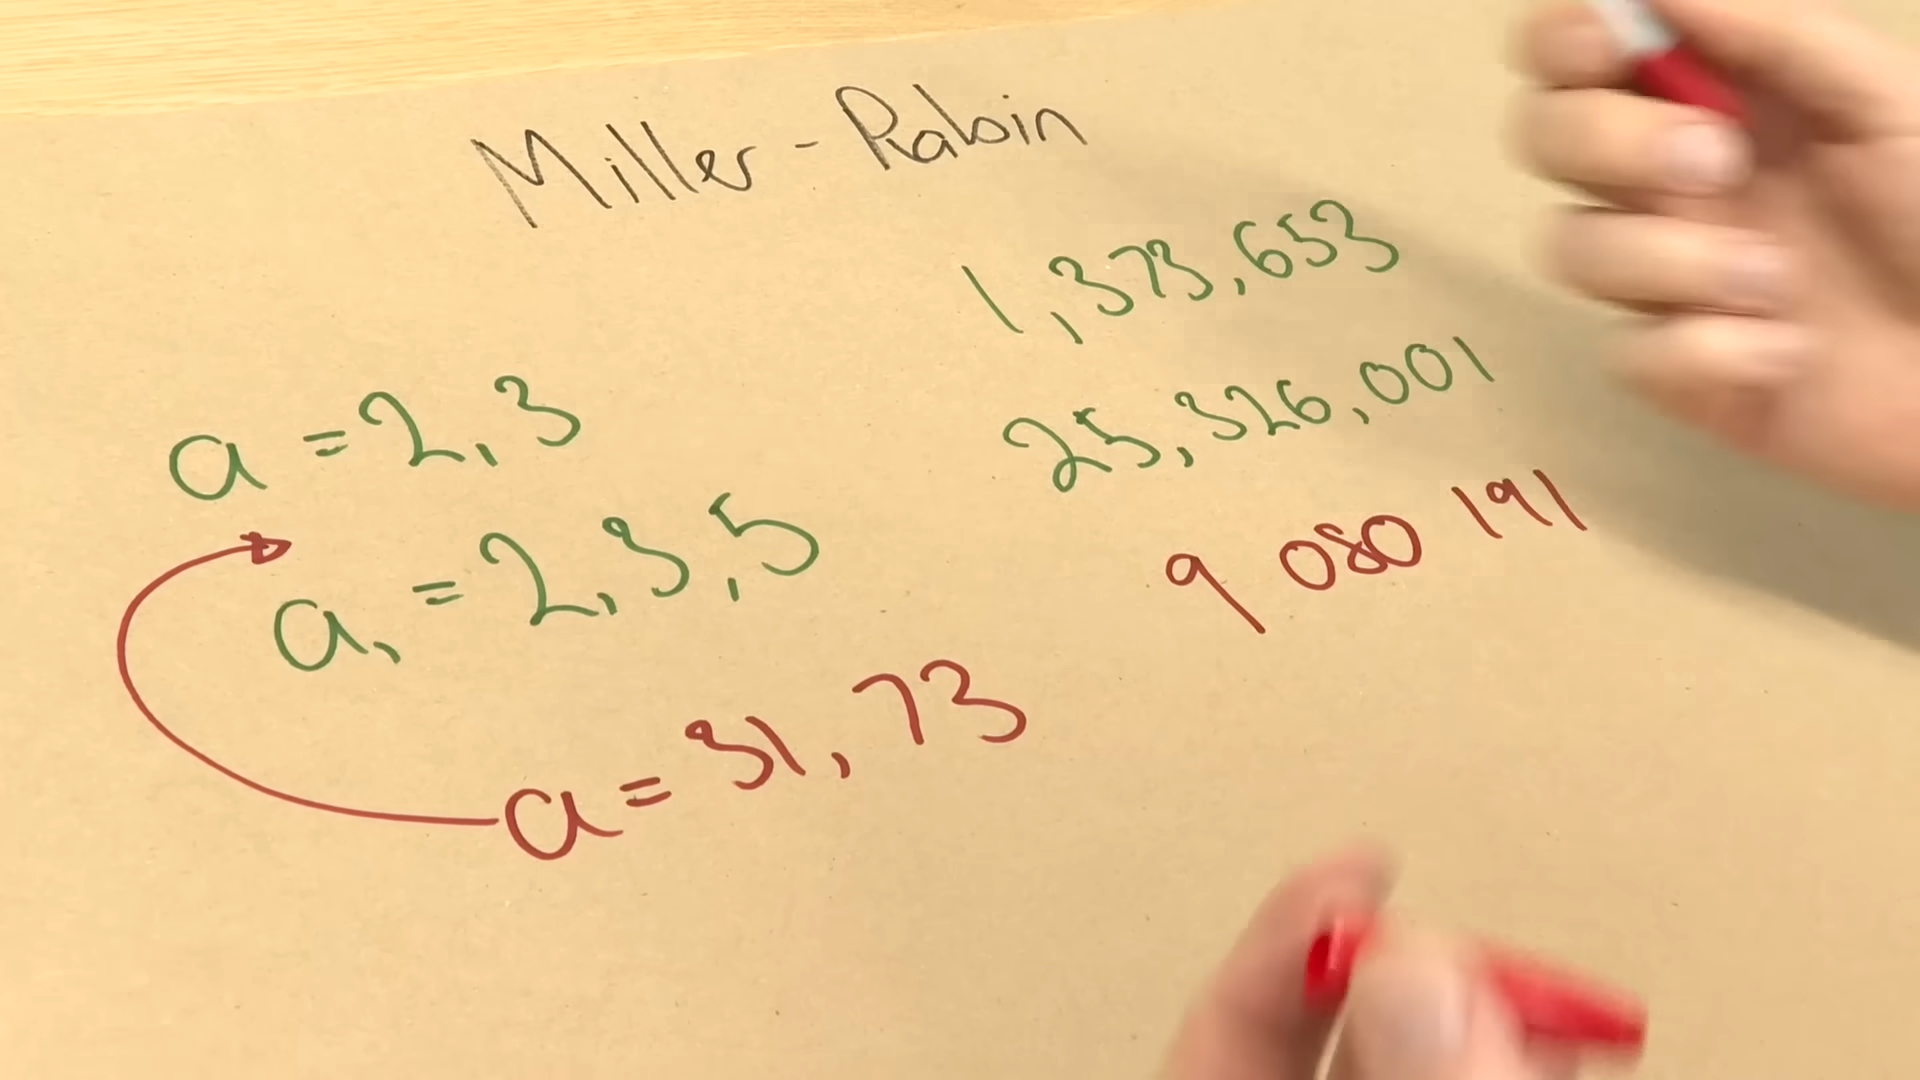 Miller-Rabin
a = 2,3 1,373,653
a, = 2,3,5 25,326,001
a = 31,73 9 080 191